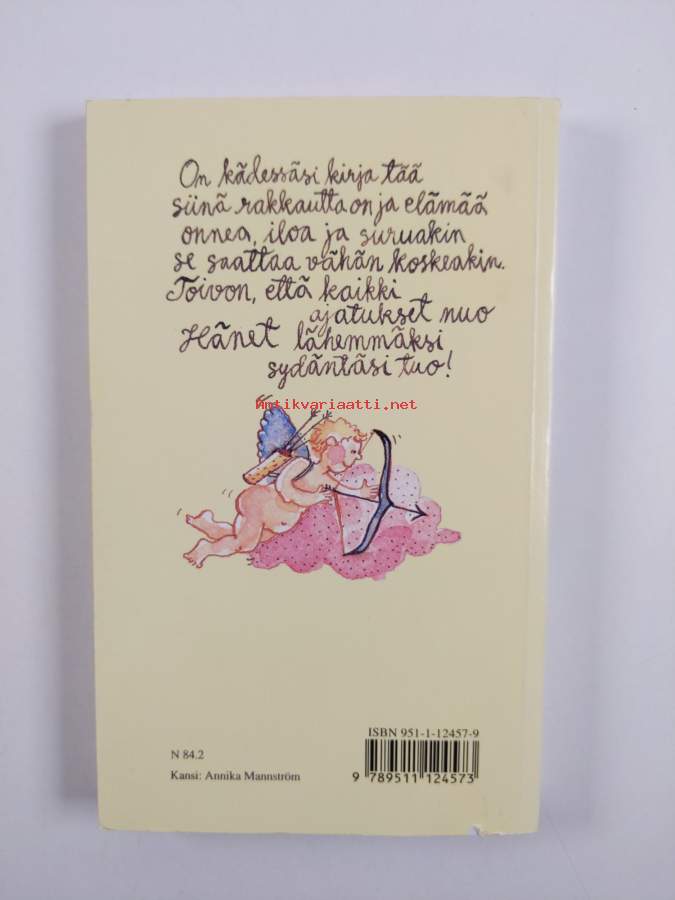 On kädessäsi kirja tää
siinä rakkautta on ja elämää
onnea, iloa ja suruakin
se saattaa vähän koskeakin.
Toivon, että kaikki
ajatukset nuo
Hänet lähemmäksi
sydäntäsi tuo!
Antikvariaatti.net
ISBN 951-1-12457-9
N 84.2
Kansi: Annika Mannström
9 789511 124573